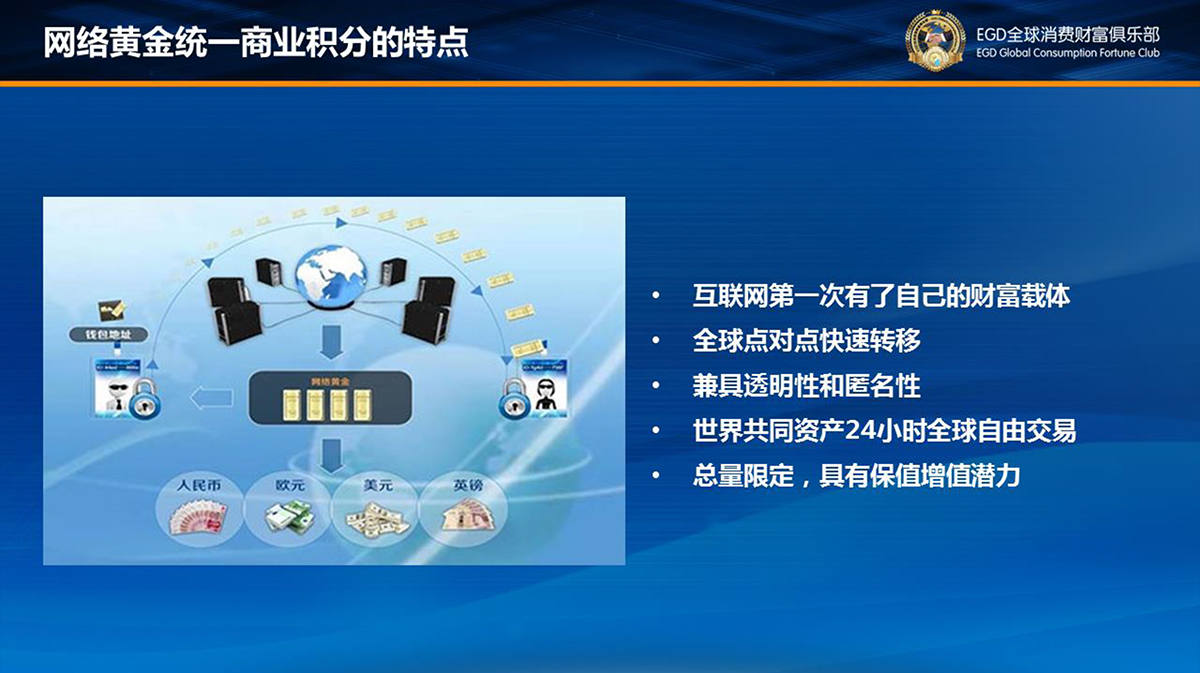 网络黄金统一商业积分的特点
EGD全球消费财富俱乐部
EGD Global Consumption Fortune Club
钱包地址
网络黄金
人民币
欧元
美元
英镑
• 互联网第一次有了自己的财富载体
• 全球点对点快速转移
• 兼具透明性和匿名性
• 世界共同资产24小时全球自由交易
• 总量限定，具有保值增值潜力